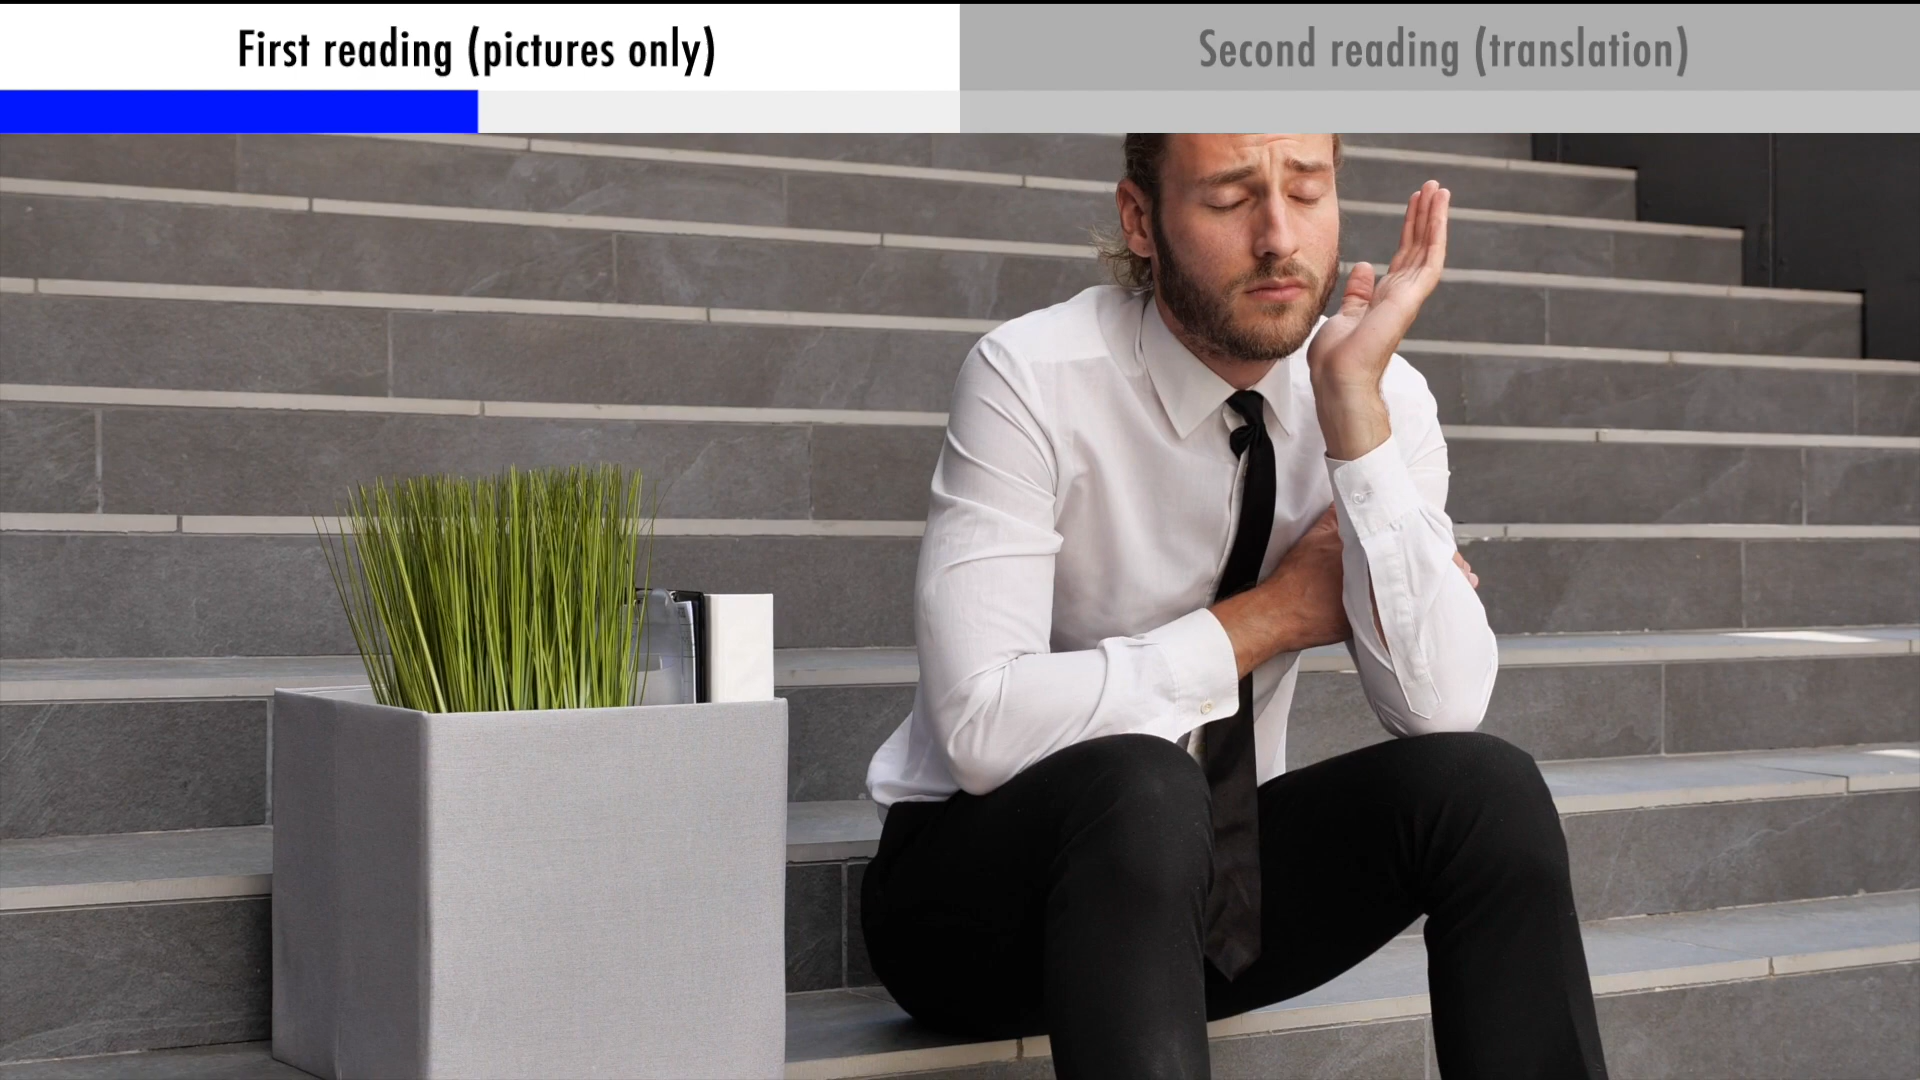 First reading (pictures only)
Second reading (translation)